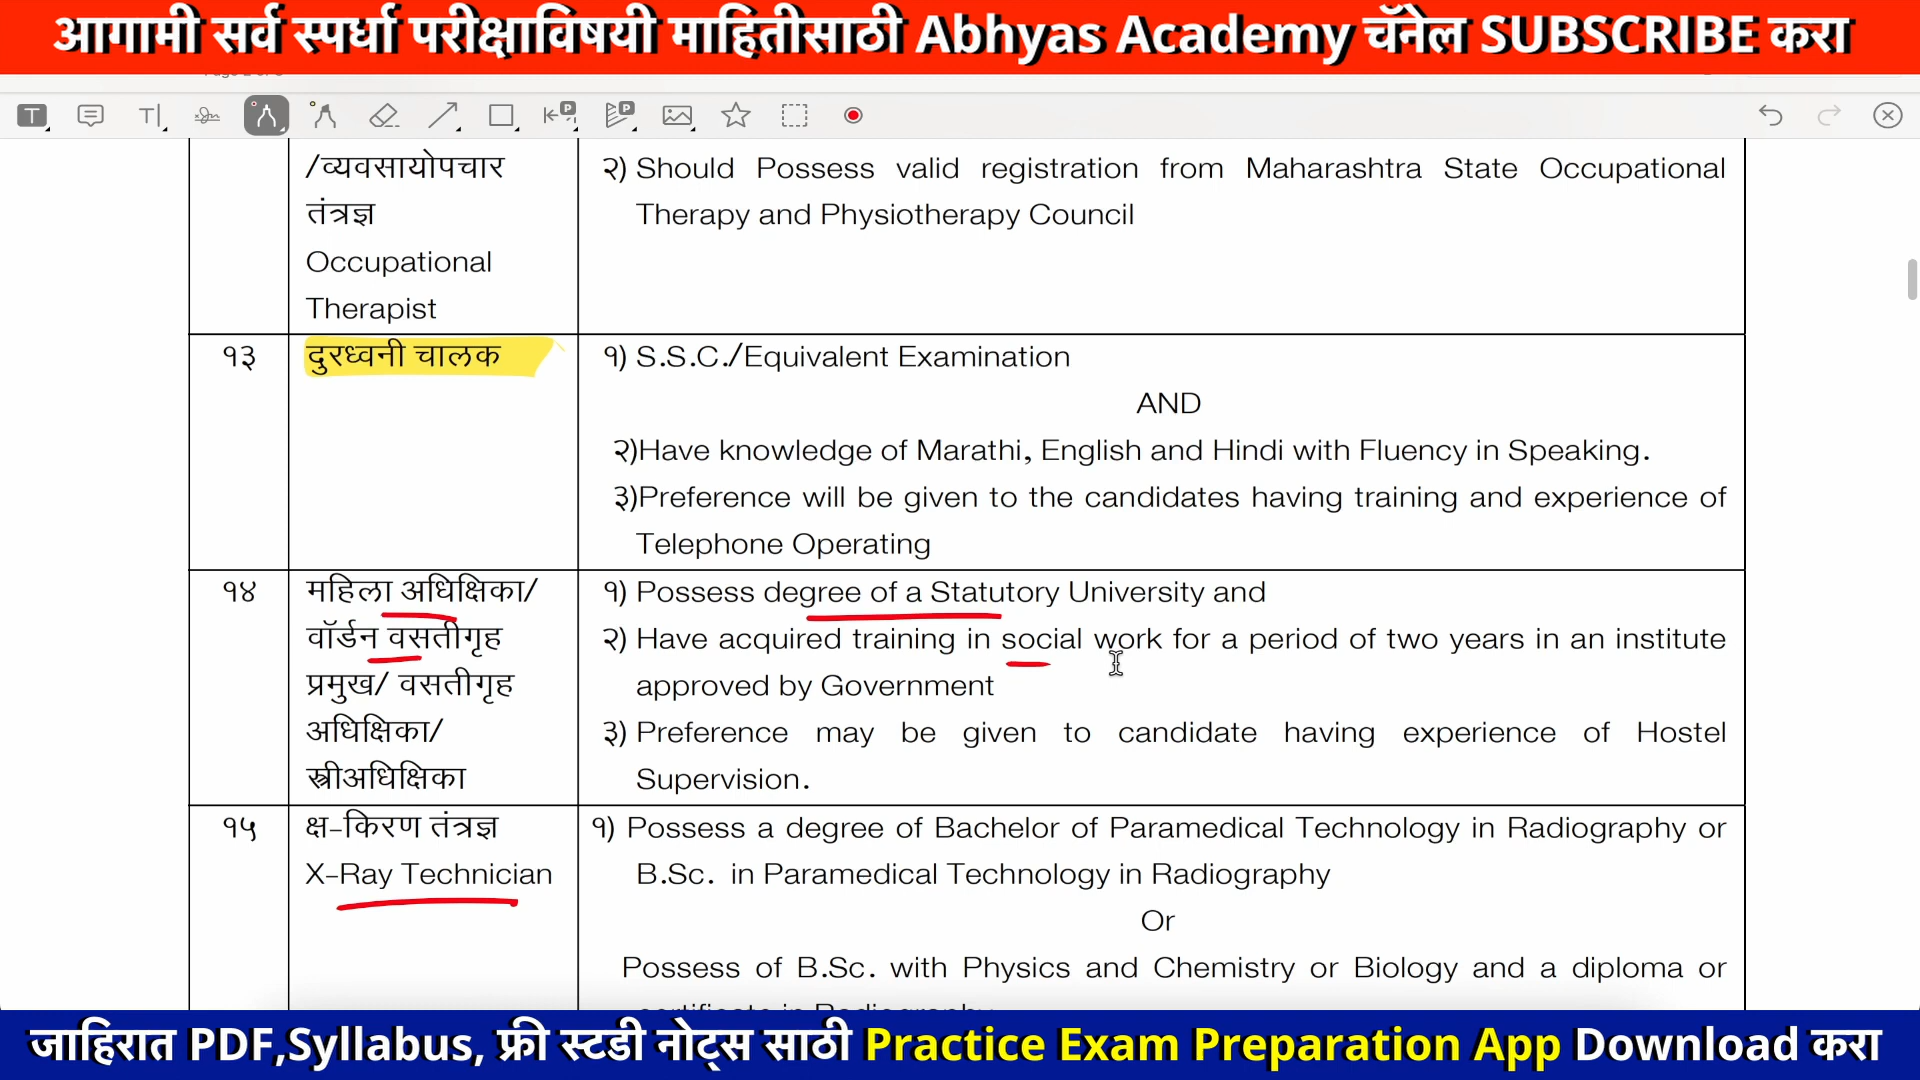 आगामी सर्व स्पर्धा परीक्षाविषयी माहितीसाठी Abhyas Academy चॅनेल SUBSCRIBE करा
/व्यवसायोपचार
तंत्रज्ञ
Occupational
Therapist
२) Should Possess valid registration from Maharashtra State Occupational
Therapy and Physiotherapy Council
१३
दुरध्वनी चालक
१) S.S.C./Equivalent Examination
AND
२)Have knowledge of Marathi, English and Hindi with Fluency in Speaking.
३)Preference will be given to the candidates having training and experience of
Telephone Operating
१४
महिला अधिक्षिका/
वॉर्डन वसतीगृह
प्रमुख/ वसतीगृह
अधिक्षिका/
स्त्रीअधिक्षिका
१) Possess degree of a Statutory University and
२) Have acquired training in social work for a period of two years in an institute
approved by Government
३) Preference may be given to candidate having experience of Hostel
Supervision.
१५
क्ष-किरण तंत्रज्ञ
X-Ray Technician
१) Possess a degree of Bachelor of Paramedical Technology in Radiography or
B.Sc. in Paramedical Technology in Radiography
Or
Possess of B.Sc. with Physics and Chemistry or Biology and a diploma or
जाहिरात PDF,Syllabus, फ्री स्टडी नोट्स साठी Practice Exam Preparation App Download करा